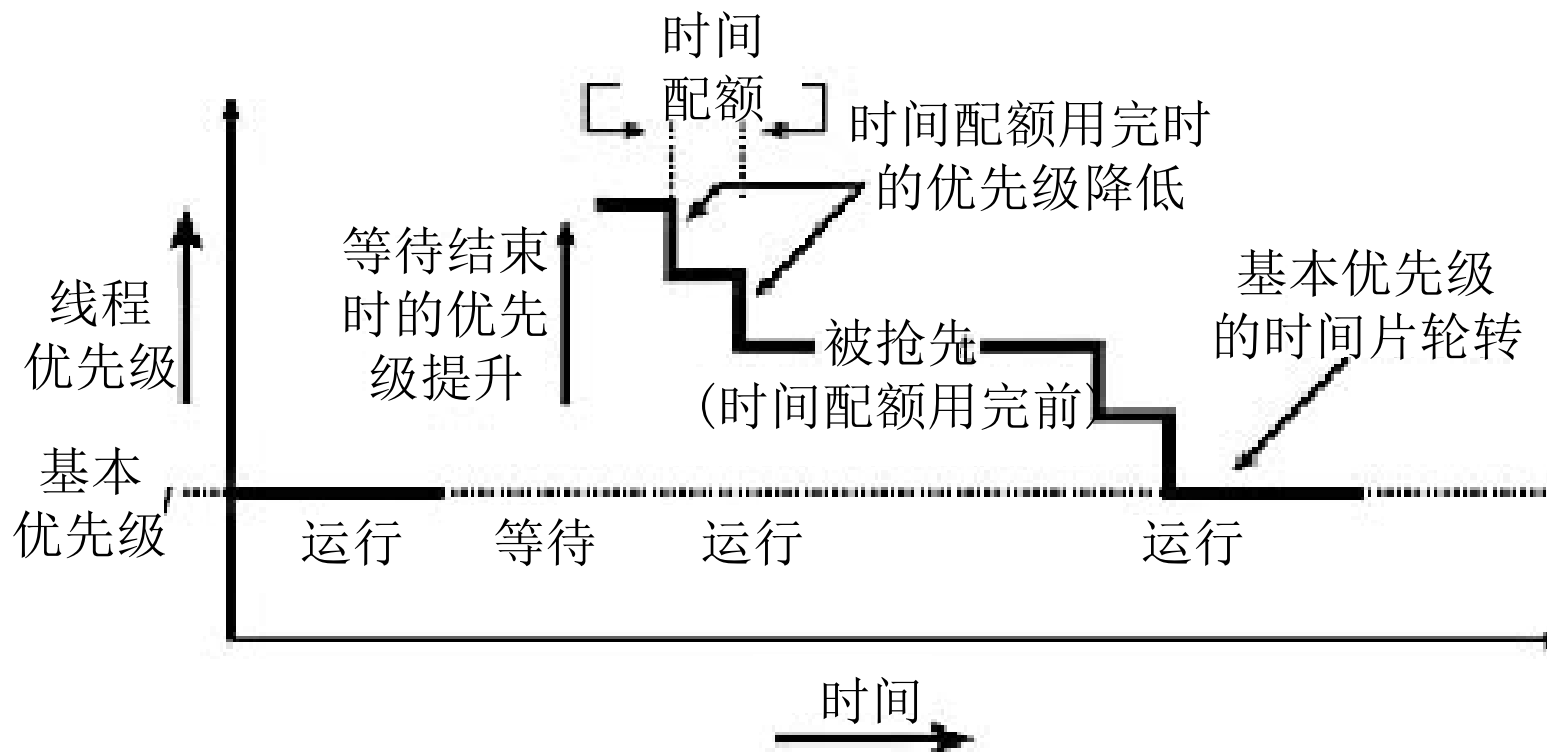 时间
配额
时间配额用完时
的优先级降低
等待结束
时的优先
级提升
线程
优先级
基本优先级
的时间片轮转
被抢先
(时间配额用完前)
基本
优先级
运行
等待
运行
运行
时间